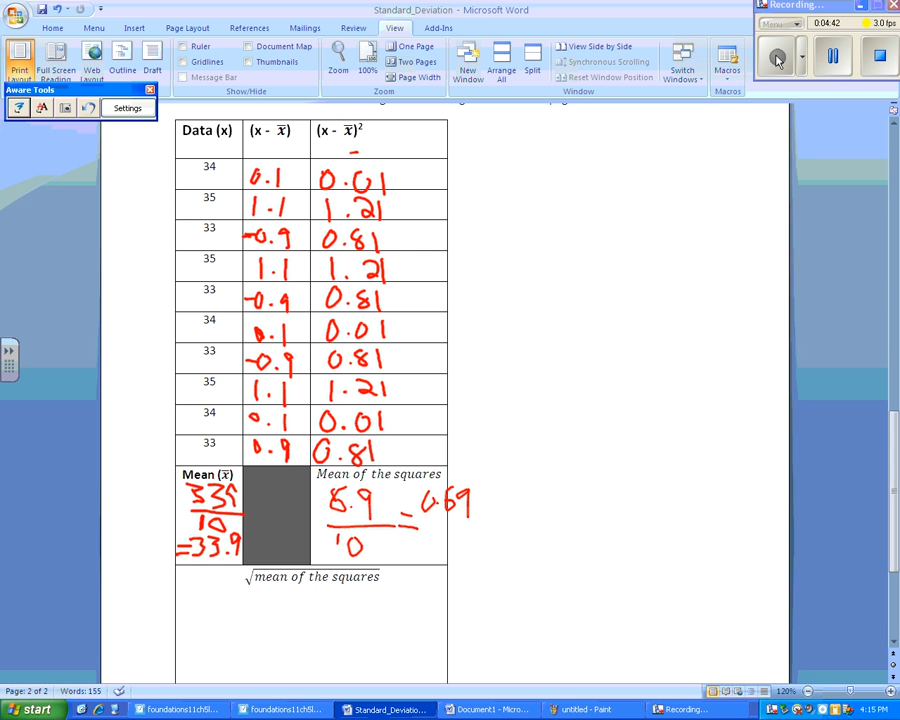 Standard_Deviation - Microsoft Word
Recording...
Home Insert Page Layout References Mailings Review View Add-Ins
Menu 0:04:42 3.0 fps
Print Layout
Full Screen Reading
Web Layout
Outline
Draft
Ruler
Gridlines
Message Bar
Document Map
Thumbnails
Show/Hide
Zoom
100%
One Page
Two Pages
Page Width
Zoom
New Window
Arrange All
Split
View Side by Side
Synchronous Scrolling
Reset Window Position
Window
Switch Windows
Macros
Macros
Aware Tools
Settings
Data (x) (x - x̅) (x - x̅)²
34 0.1 0.01
35 1.1 1.21
33 -0.9 0.81
35 1.1 1.21
33 -0.9 0.81
34 0.1 0.01
33 -0.9 0.81
35 1.1 1.21
34 0.1 0.01
33 0.9 0.81
Mean (x̅) Mean of the squares
339
10
=33.9
6.9
10
=0.69
√mean of the squares
Page: 2 of 2 Words: 155 120%
start foundations11ch5l... foundations11ch5l... Standard_Deviation... Document1 - Micro... untitled - Paint Recording... 4:15 PM